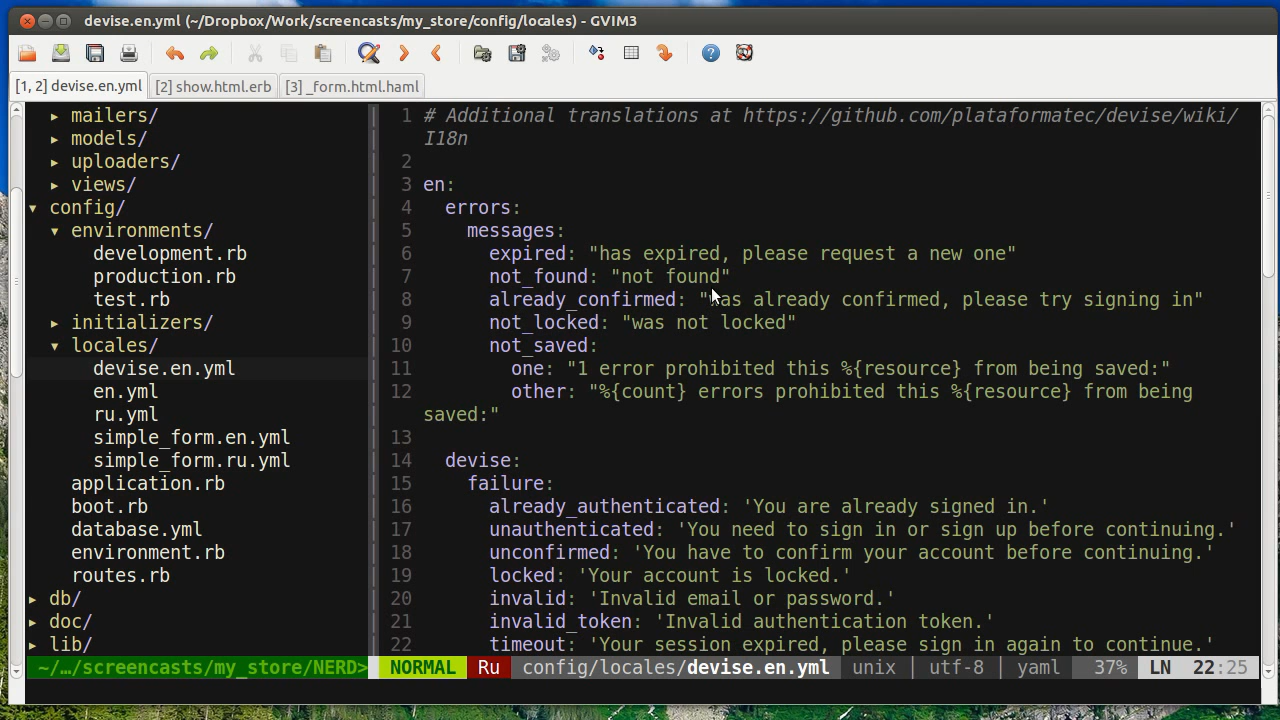 devise.en.yml (~/Dropbox/Work/screencasts/my_store/config/locales) - GVIM3
[1, 2] devise.en.yml
[2] show.html.erb
[3] _form.html.haml
▸ mailers/
▸ models/
▸ uploaders/
▸ views/
▾ config/
▾ environments/
development.rb
production.rb
test.rb
▸ initializers/
▾ locales/
devise.en.yml
en.yml
ru.yml
simple_form.en.yml
simple_form.ru.yml
application.rb
boot.rb
database.yml
environment.rb
routes.rb
▸ db/
▸ doc/
▸ lib/
~/…/screencasts/my_store/NERD>
1 # Additional translations at https://github.com/plataformatec/devise/wiki/
I18n
2
3 en:
4 errors:
5 messages:
6 expired: "has expired, please request a new one"
7 not_found: "not found"
8 already_confirmed: "was already confirmed, please try signing in"
9 not_locked: "was not locked"
10 not_saved:
11 one: "1 error prohibited this %{resource} from being saved:"
12 other: "%{count} errors prohibited this %{resource} from being
saved:"
13
14 devise:
15 failure:
16 already_authenticated: 'You are already signed in.'
17 unauthenticated: 'You need to sign in or sign up before continuing.'
18 unconfirmed: 'You have to confirm your account before continuing.'
19 locked: 'Your account is locked.'
20 invalid: 'Invalid email or password.'
21 invalid_token: 'Invalid authentication token.'
22 timeout: 'Your session expired, please sign in again to continue.'
NORMAL Ru config/locales/devise.en.yml unix | utf-8 | yaml 37% LN 22:25